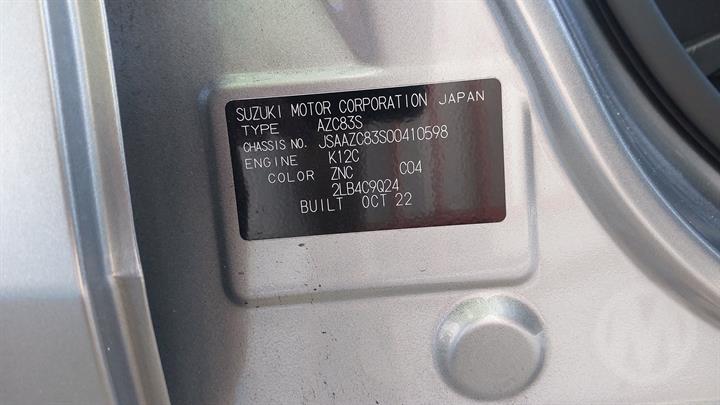 SUZUKI MOTOR CORPORATION JAPAN
TYPE AZC83S
CHASSIS NO. JSAAZC83S00410598
ENGINE K12C
COLOR ZNC C04
2LB4C9Q24
BUILT OCT 22
M